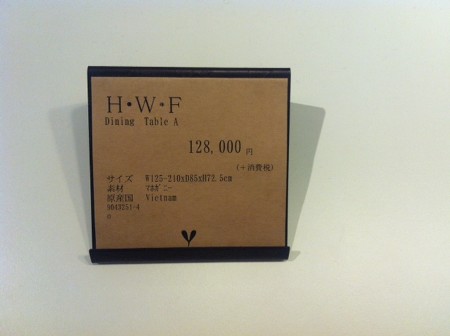 H・W・F
Dining Table A
128,000 円
(+消費税)
サイズ W125-210xD85xH72.5cm
素材 マホガニー
原産国 Vietnam